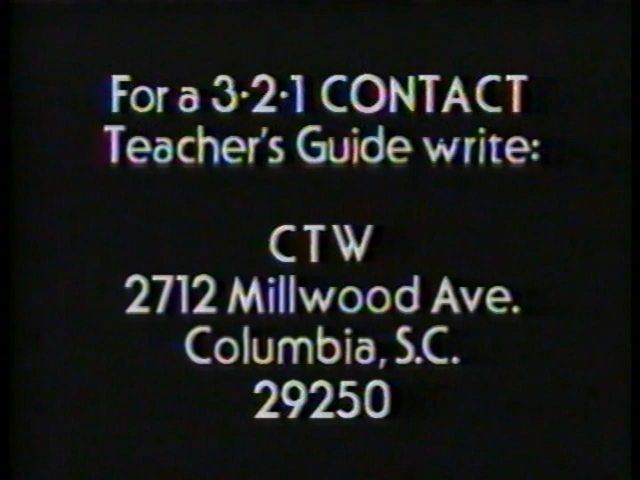 For a 3·2·1 CONTACT
Teacher's Guide write:
CTW
2712 Millwood Ave.
Columbia, S.C.
29250